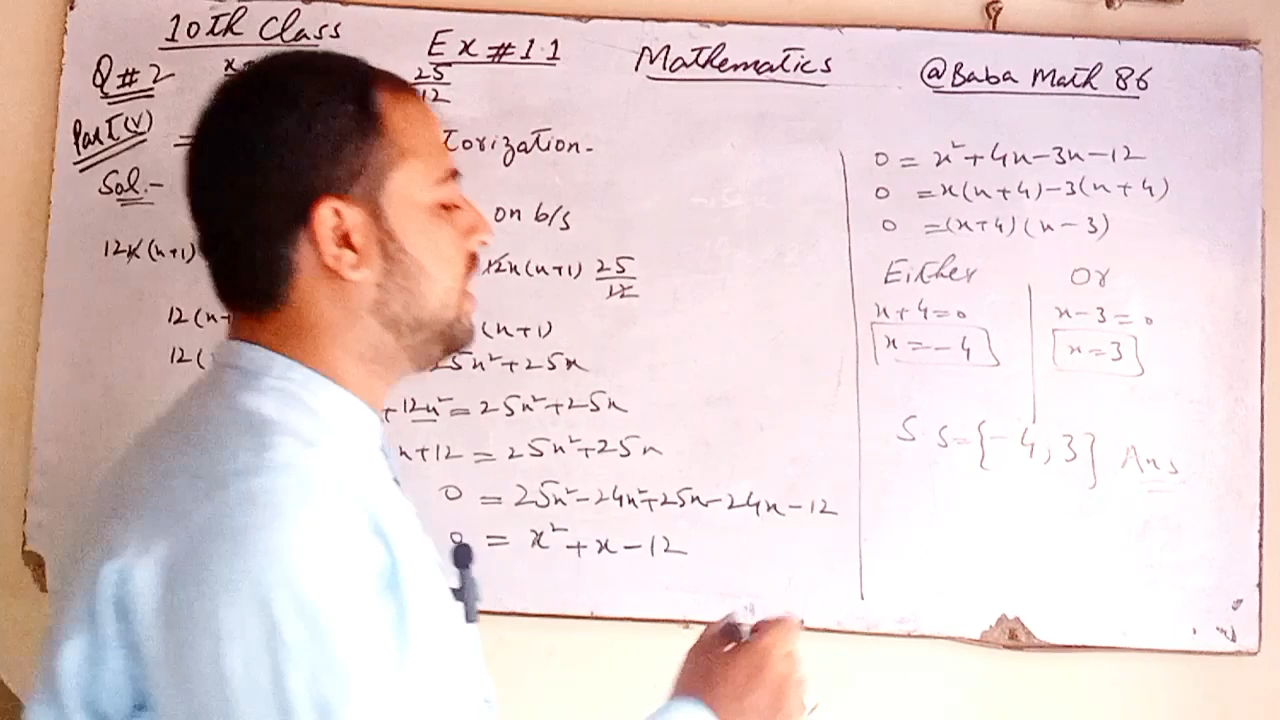 10th Class
Ex # 1.1
Mathematics
@Baba Math 86
Q # 2
25/12
Part (V)
=
torization-
Sol:-
on b/s
12x(x+1)
12x(x+1) 25/12
12(x
(x+1)
12(
25x²+25x
+12x² = 25x²+25x
x+12 = 25x²+25x
0 = 25x²-24x²+25x-24x-12
0 = x²+x-12
0 = x²+4x-3x-12
0 = x(x+4)-3(x+4)
0 = (x+4)(x-3)
Either Or
x+4=0 x-3=0
x=-4 x=3
S.S={-4,3} Ans